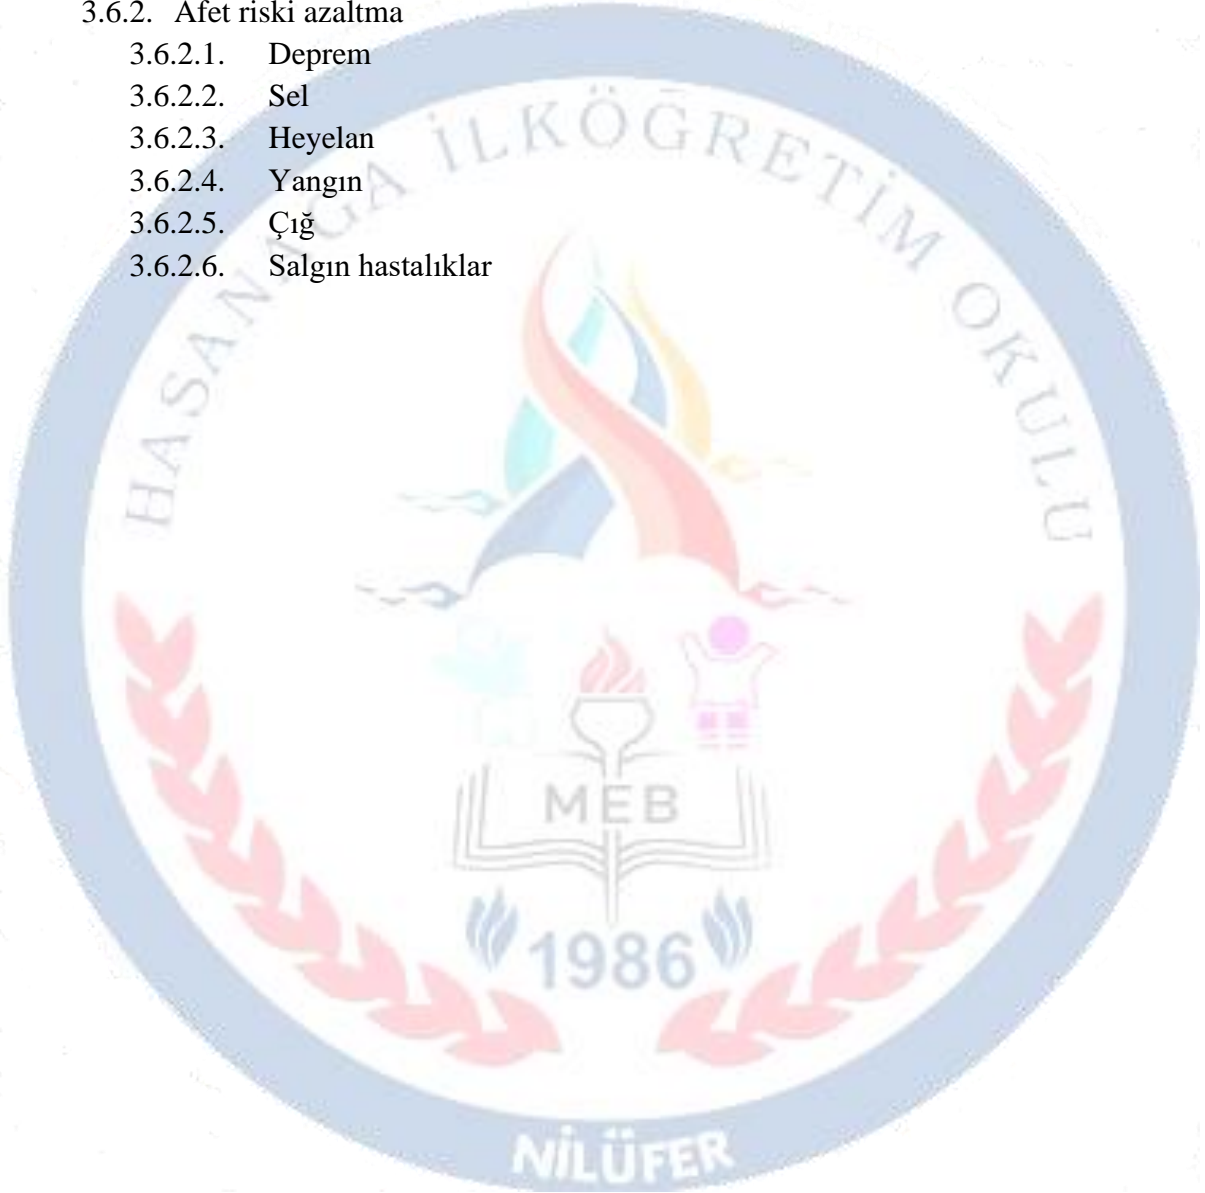 3.6.2. Afet riski azaltma
3.6.2.1. Deprem
3.6.2.2. Sel
3.6.2.3. Heyelan
3.6.2.4. Yangın
3.6.2.5. Çığ
3.6.2.6. Salgın hastalıklar
HASANAĞA İLKÖĞRETİM OKULU
MEB
1986
NİLÜFER